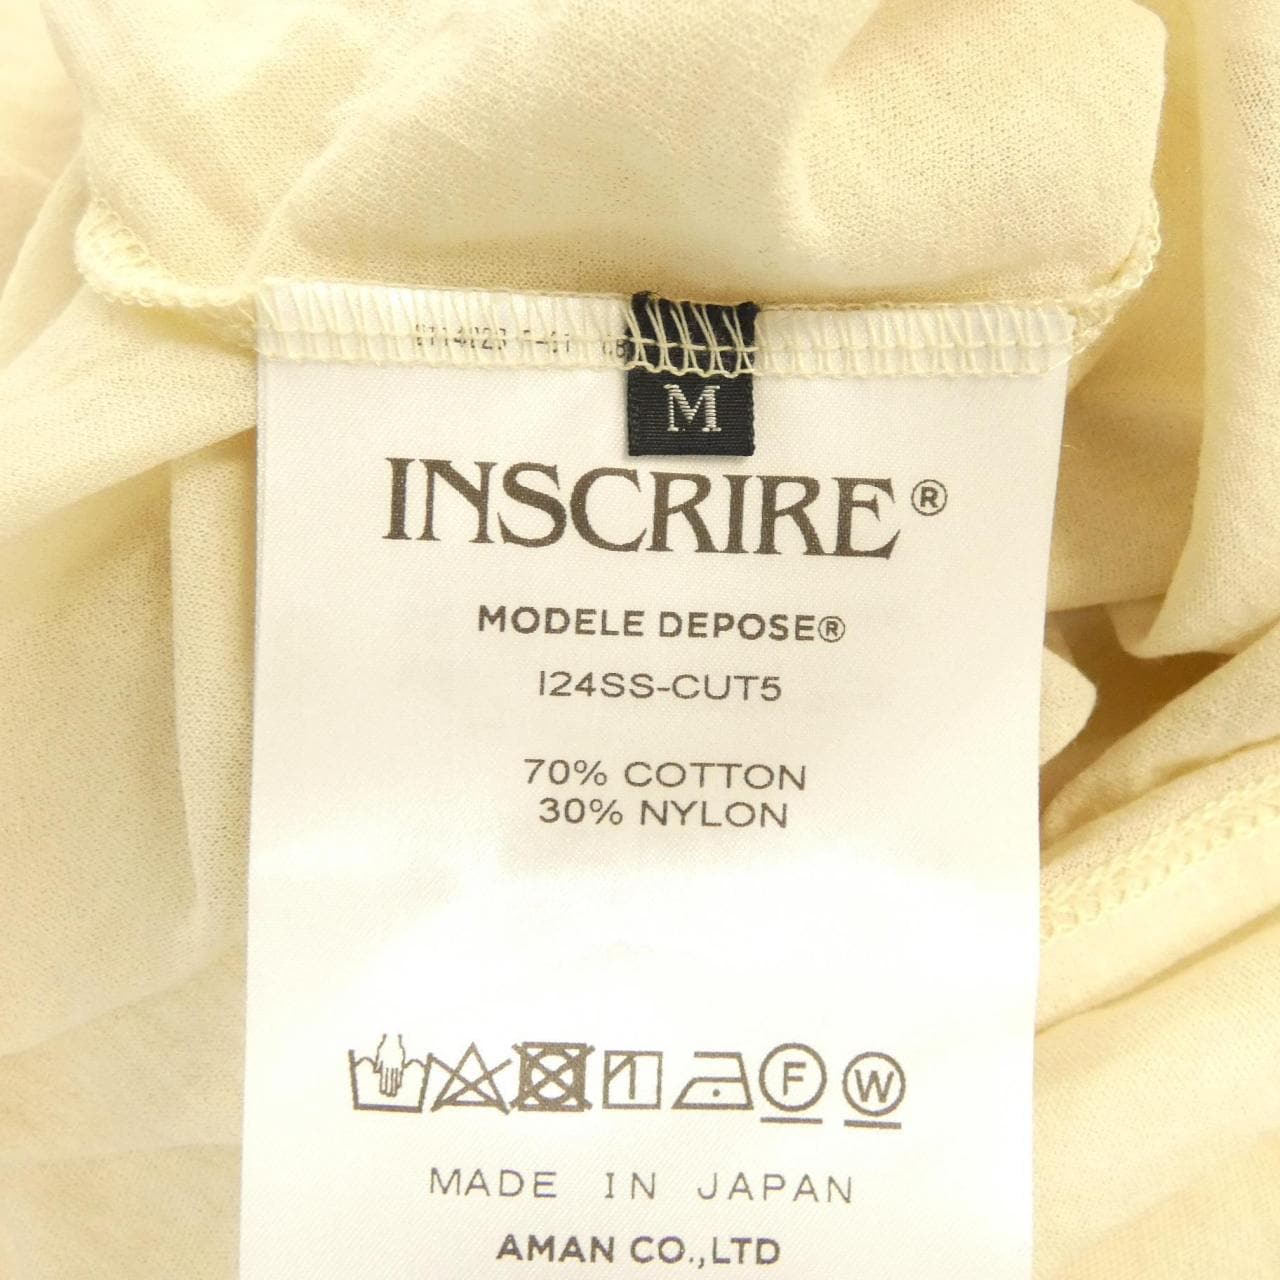 M
INSCRIRE®
MODELE DEPOSE®
I24SS-CUT5
70% COTTON
30% NYLON
F
W
MADE IN JAPAN
AMAN CO.,LTD